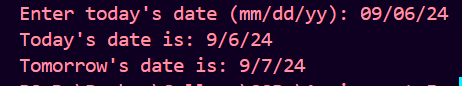 Enter today's date (mm/dd/yy): 09/06/24
Today's date is: 9/6/24
Tomorrow's date is: 9/7/24